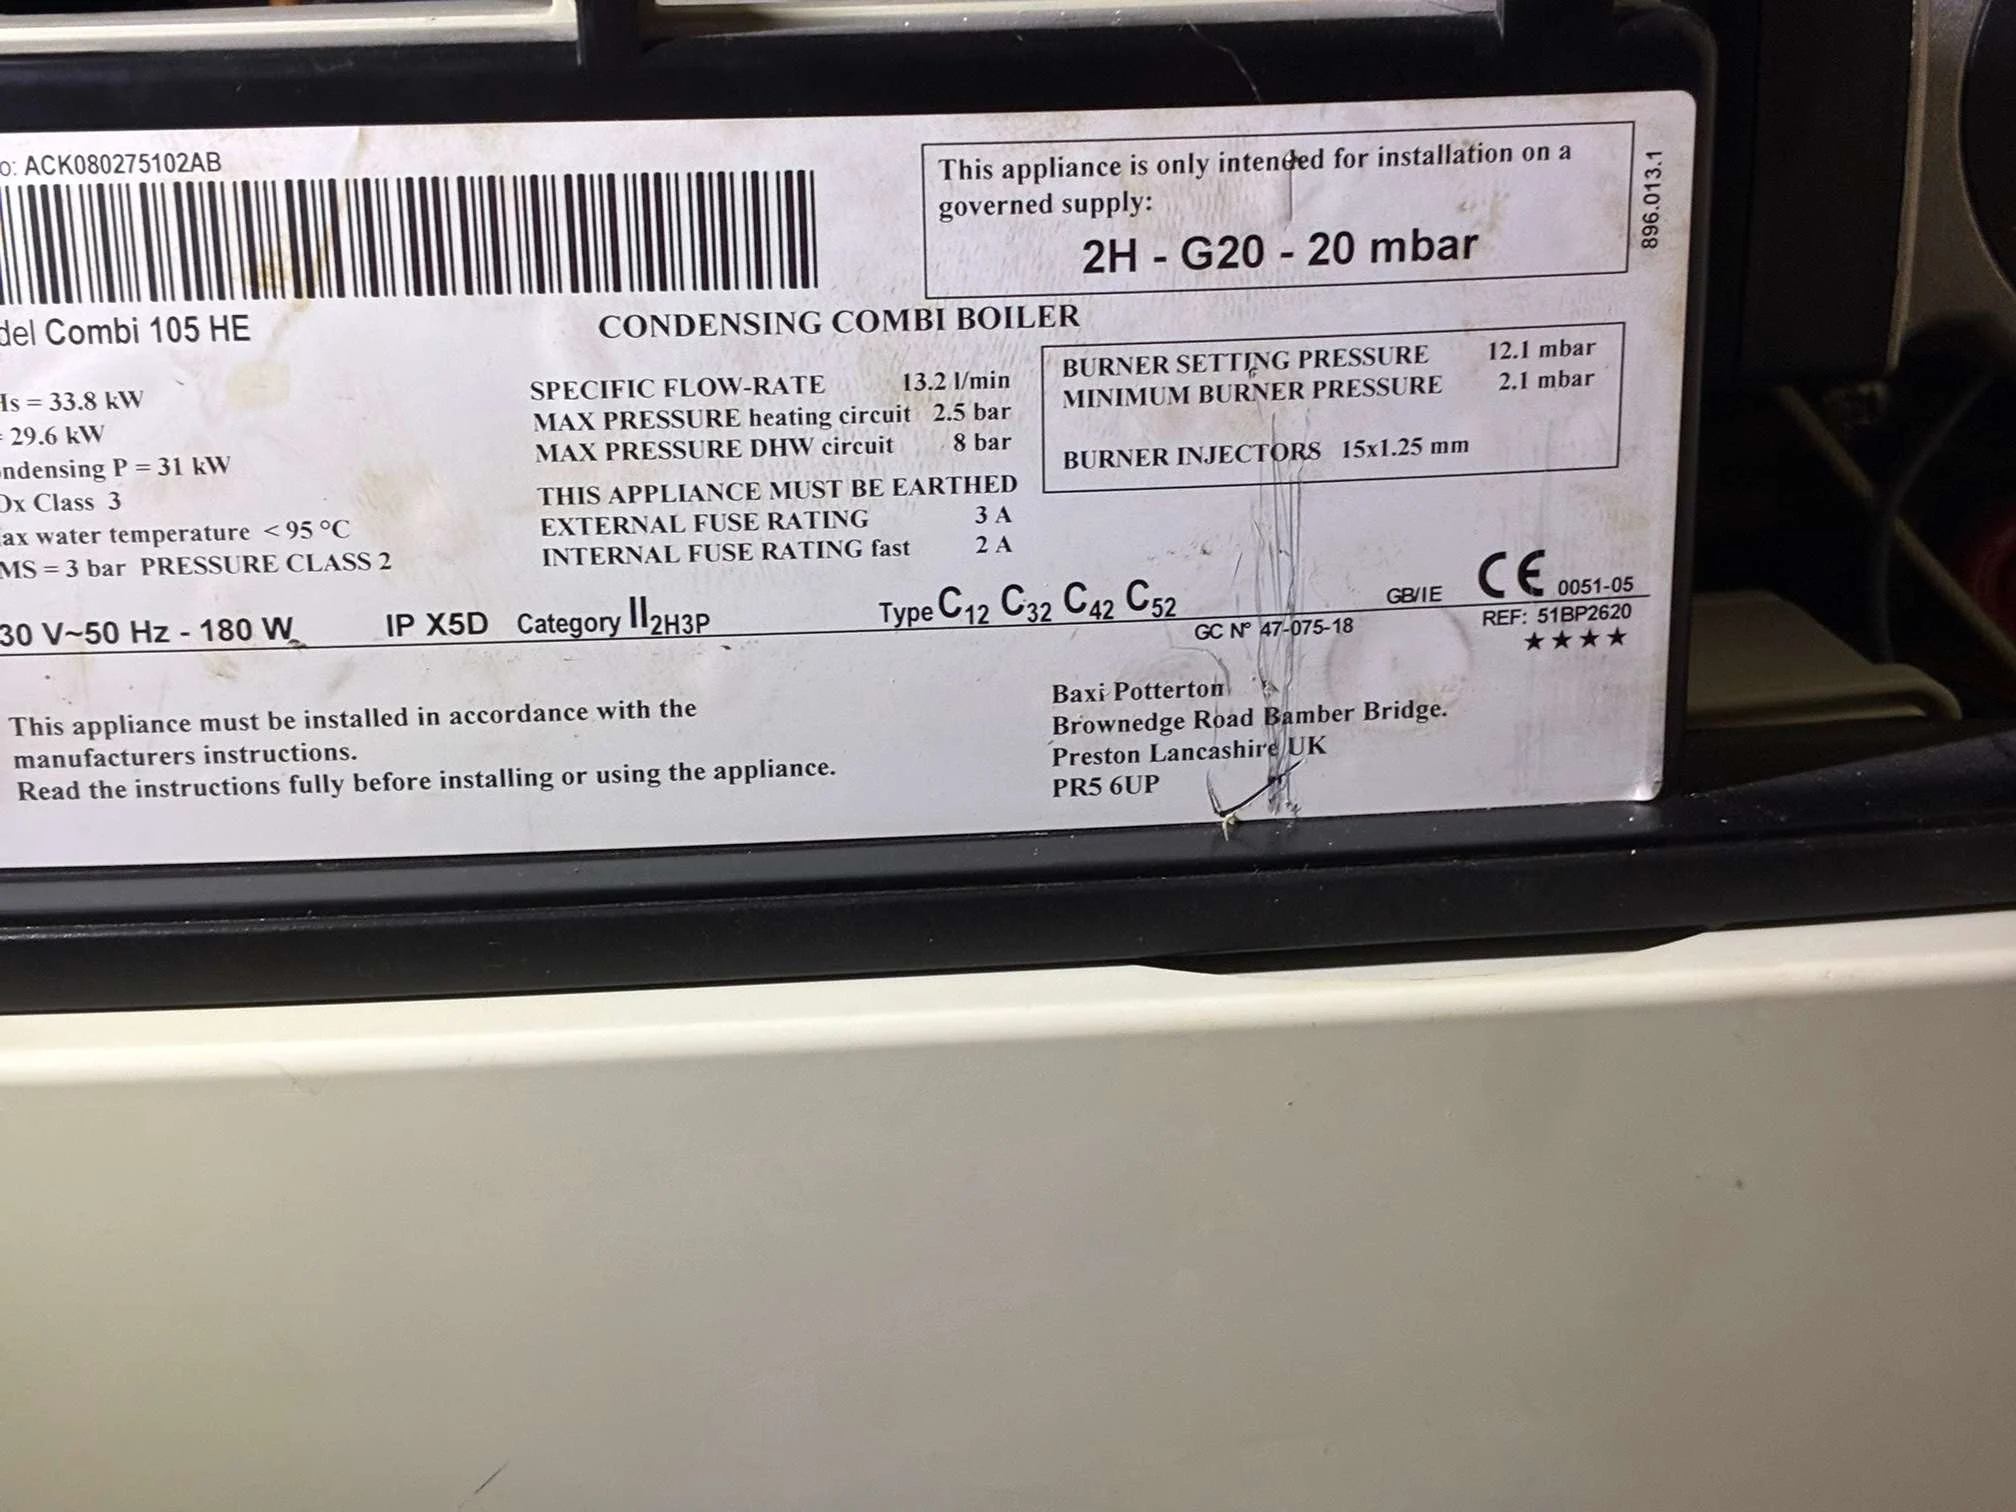 o: ACK080275102AB
This appliance is only intended for installation on a
governed supply:
2H - G20 - 20 mbar
896.013.1
del Combi 105 HE
CONDENSING COMBI BOILER
Hs = 33.8 kW
= 29.6 kW
ndensing P = 31 kW
Ox Class 3
ax water temperature < 95 °C
MS = 3 bar PRESSURE CLASS 2
SPECIFIC FLOW-RATE 13.2 l/min
MAX PRESSURE heating circuit 2.5 bar
MAX PRESSURE DHW circuit 8 bar
THIS APPLIANCE MUST BE EARTHED
EXTERNAL FUSE RATING 3 A
INTERNAL FUSE RATING fast 2 A
BURNER SETTING PRESSURE 12.1 mbar
MINIMUM BURNER PRESSURE 2.1 mbar
BURNER INJECTORS 15x1.25 mm
30 V~50 Hz - 180 W IP X5D Category II2H3P Type C12 C32 C42 C52 GB/IE CE 0051-05
GC Nº 47-075-18 REF: 51BP2620
★★★★
This appliance must be installed in accordance with the
manufacturers instructions.
Read the instructions fully before installing or using the appliance.
Baxi Potterton
Brownedge Road Bamber Bridge.
Preston Lancashire UK
PR5 6UP